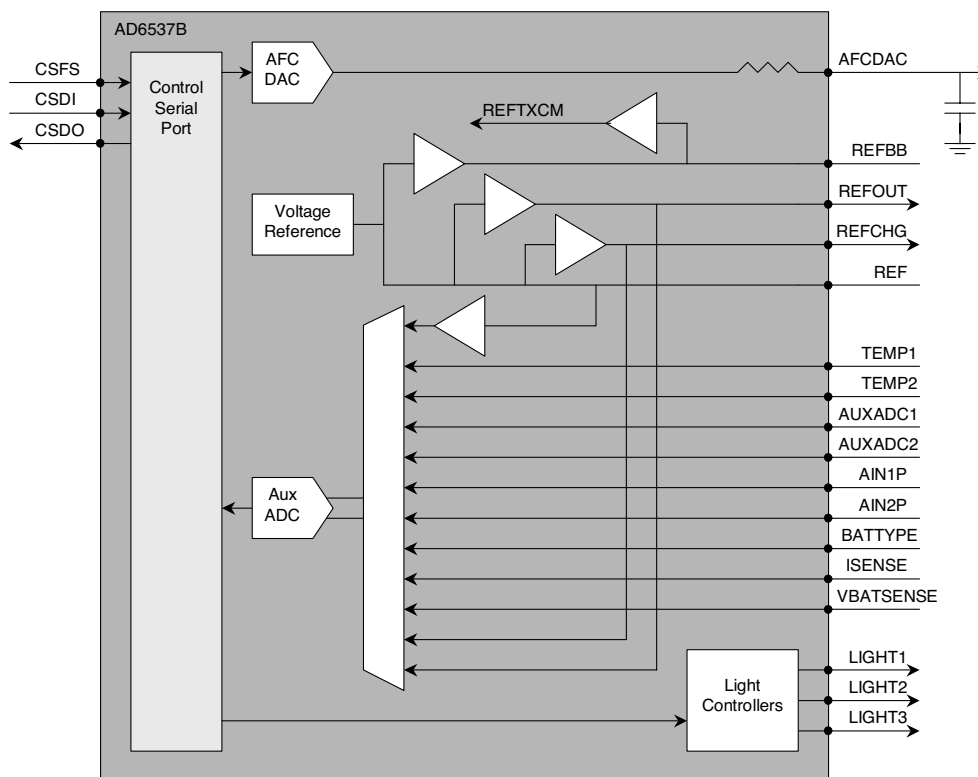 AD6537B
CSFS
CSDI
CSDO
Control
Serial
Port
AFC
DAC
AFCDAC
REFTXCM
REFBB
Voltage
Reference
REFOUT
REFCHG
REF
TEMP1
TEMP2
AUXADC1
AUXADC2
AIN1P
AIN2P
BATTYPE
ISENSE
VBATSENSE
Aux
ADC
Light
Controllers
LIGHT1
LIGHT2
LIGHT3